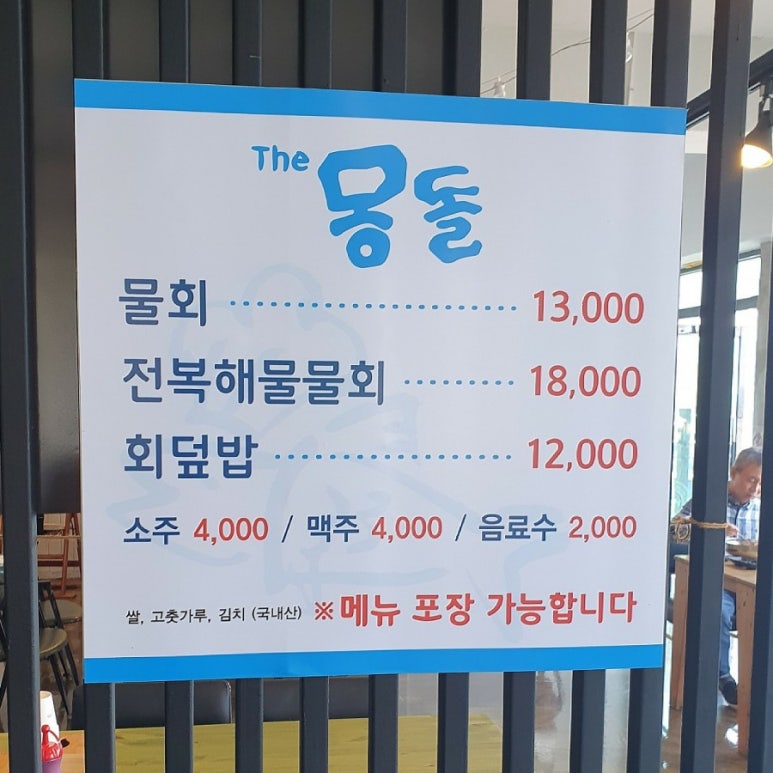 The 몽돌
물회 ························ 13,000
전복해물물회 ········· 18,000
회덮밥 ···················· 12,000
소주 4,000 / 맥주 4,000 / 음료수 2,000
쌀, 고춧가루, 김치 (국내산) ※메뉴 포장 가능합니다